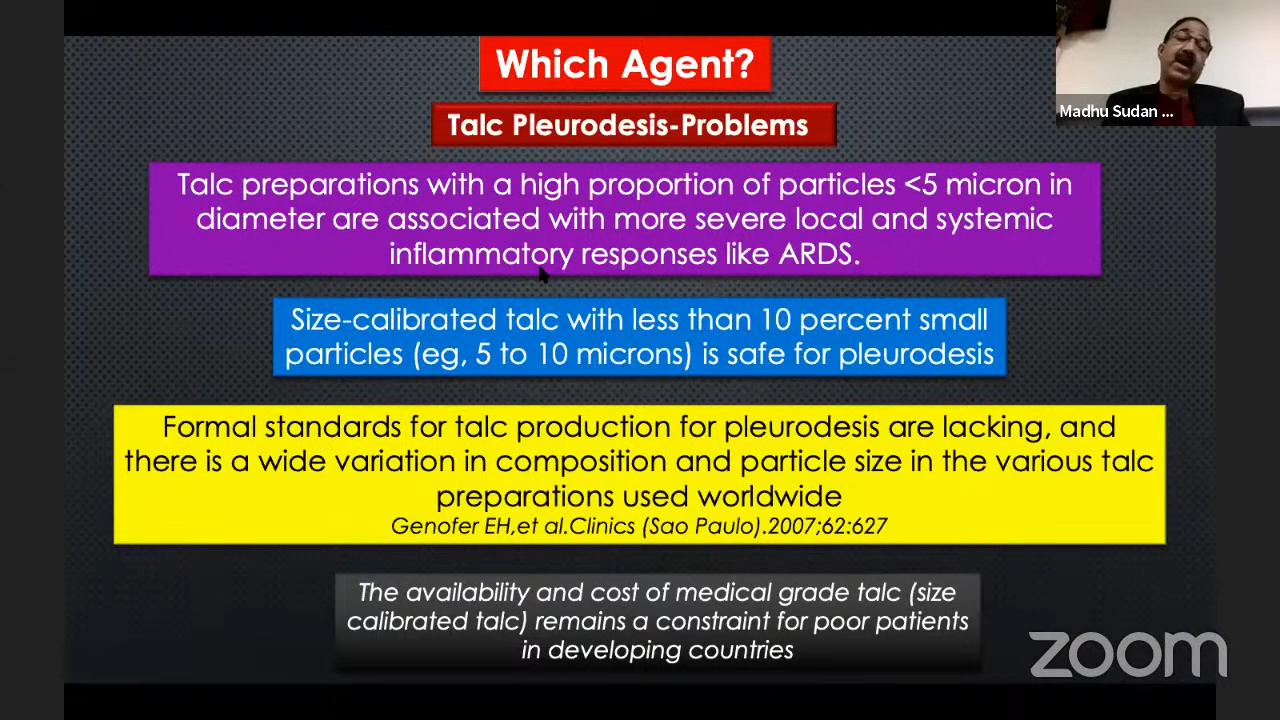 Which Agent?
Madhu Sudan ...
Talc Pleurodesis-Problems
Talc preparations with a high proportion of particles <5 micron in
diameter are associated with more severe local and systemic
inflammatory responses like ARDS.
Size-calibrated talc with less than 10 percent small
particles (eg, 5 to 10 microns) is safe for pleurodesis
Formal standards for talc production for pleurodesis are lacking, and
there is a wide variation in composition and particle size in the various talc
preparations used worldwide
Genofer EH,et al.Clinics (Sao Paulo).2007;62:627
The availability and cost of medical grade talc (size
calibrated talc) remains a constraint for poor patients
in developing countries
zoom